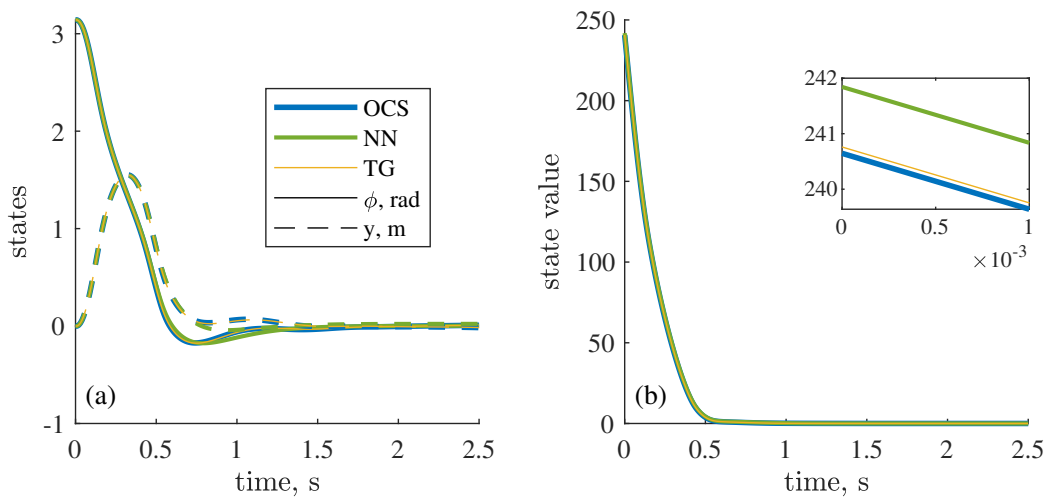 3
2
1
0
-1
states
OCS
NN
TG
ϕ, rad
y, m
(a)
0 0.5 1 1.5 2 2.5
time, s
250
200
150
100
50
0
state value
242
241
240
0 0.5 1
×10⁻³
(b)
0 0.5 1 1.5 2 2.5
time, s